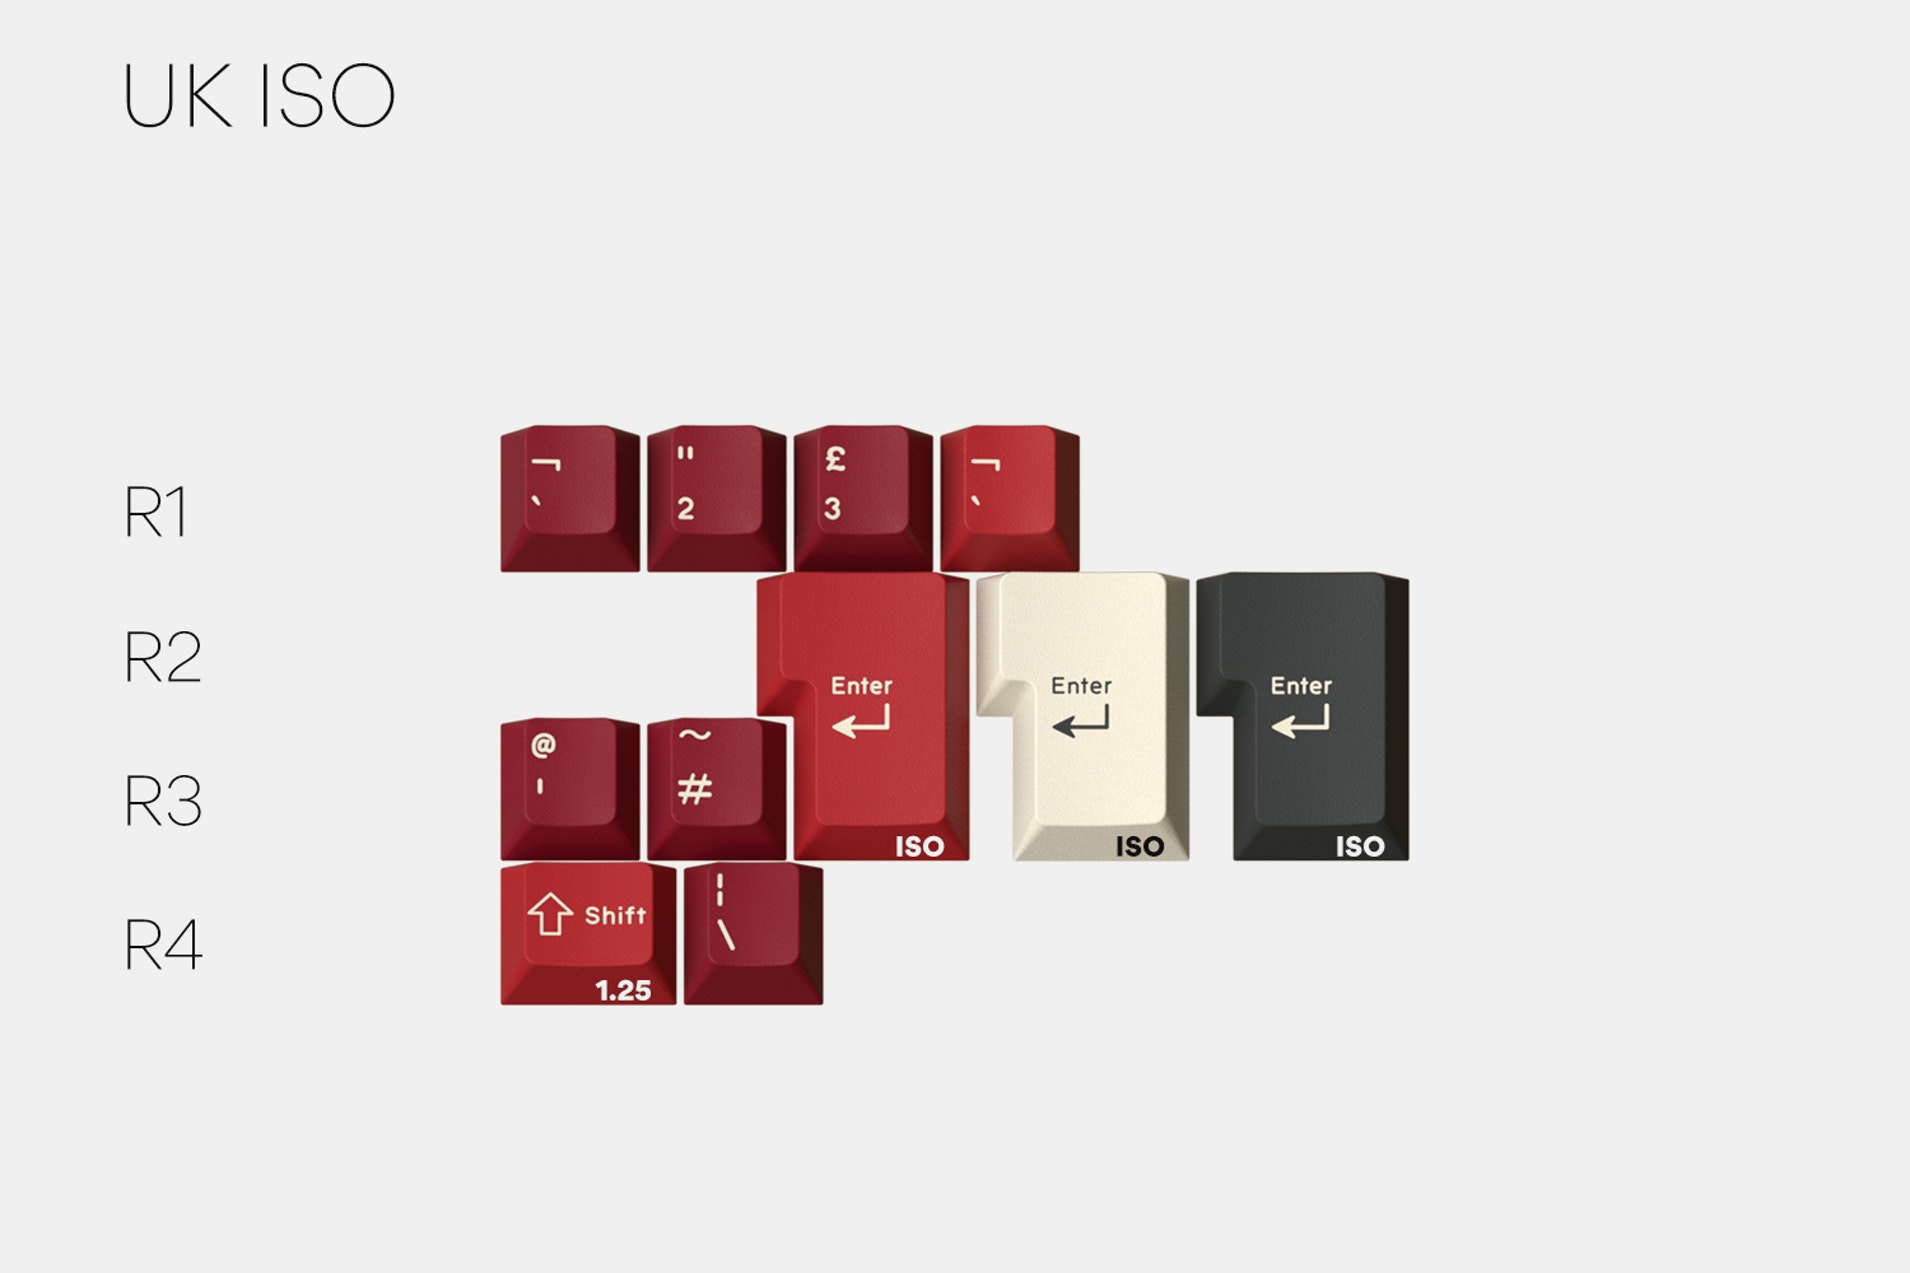 UK ISO
R1
¬ " £ ¬
` 2 3 `
R2
Enter Enter Enter
R3
@ ~
' #
ISO ISO ISO
R4
Shift ¦
\
1.25